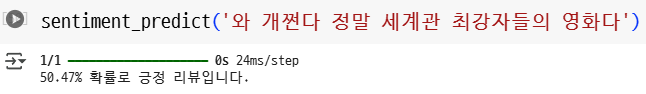 sentiment_predict('와 개쩐다 정말 세계관 최강자들의 영화다')
1/1 ━━━━━━━━━━━━━━━━━━━━ 0s 24ms/step
50.47% 확률로 긍정 리뷰입니다.